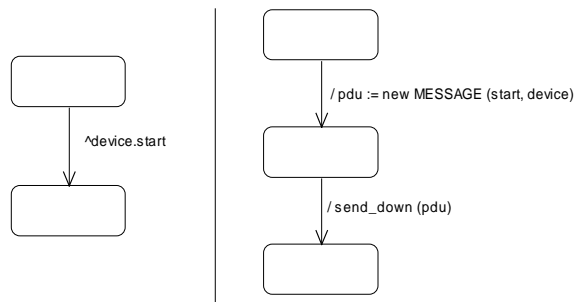 ^device.start
/ pdu := new MESSAGE (start, device)
/ send_down (pdu)